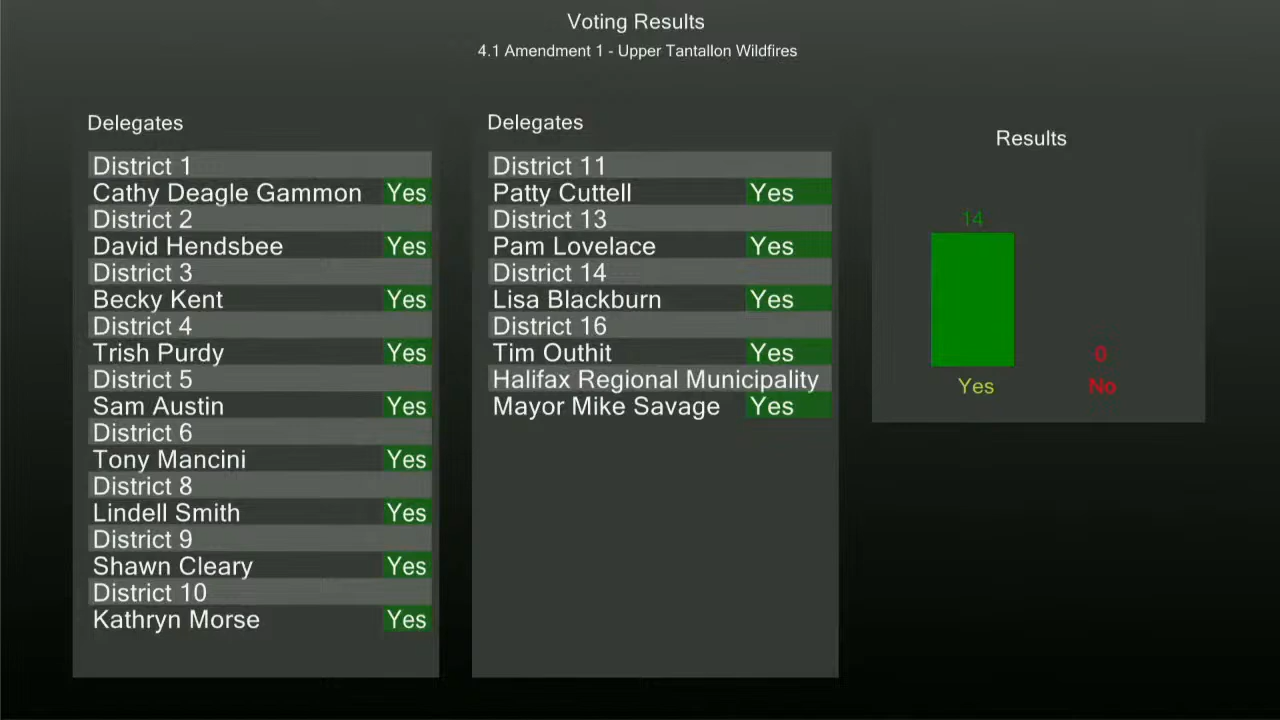 Voting Results
4.1 Amendment 1 - Upper Tantallon Wildfires
Delegates
District 1
Cathy Deagle Gammon Yes
District 2
David Hendsbee Yes
District 3
Becky Kent Yes
District 4
Trish Purdy Yes
District 5
Sam Austin Yes
District 6
Tony Mancini Yes
District 8
Lindell Smith Yes
District 9
Shawn Cleary Yes
District 10
Kathryn Morse Yes
Delegates
District 11
Patty Cuttell Yes
District 13
Pam Lovelace Yes
District 14
Lisa Blackburn Yes
District 16
Tim Outhit Yes
Halifax Regional Municipality
Mayor Mike Savage Yes
Results
14
0
Yes No